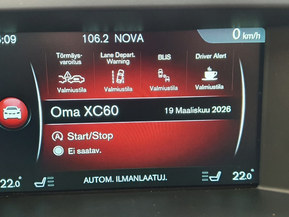 6:09 106.2 NOVA 0 km/h
Törmäys- Lane Depart. BLIS Driver Alert
varoitus Warning
Valmiustila Valmiustila Valmiustila Valmiustila
Oma XC60 19 Maaliskuu 2026
Start/Stop
Ei saatav.
22.0° AUTOM. ILMANLAATUJ. 22.0°